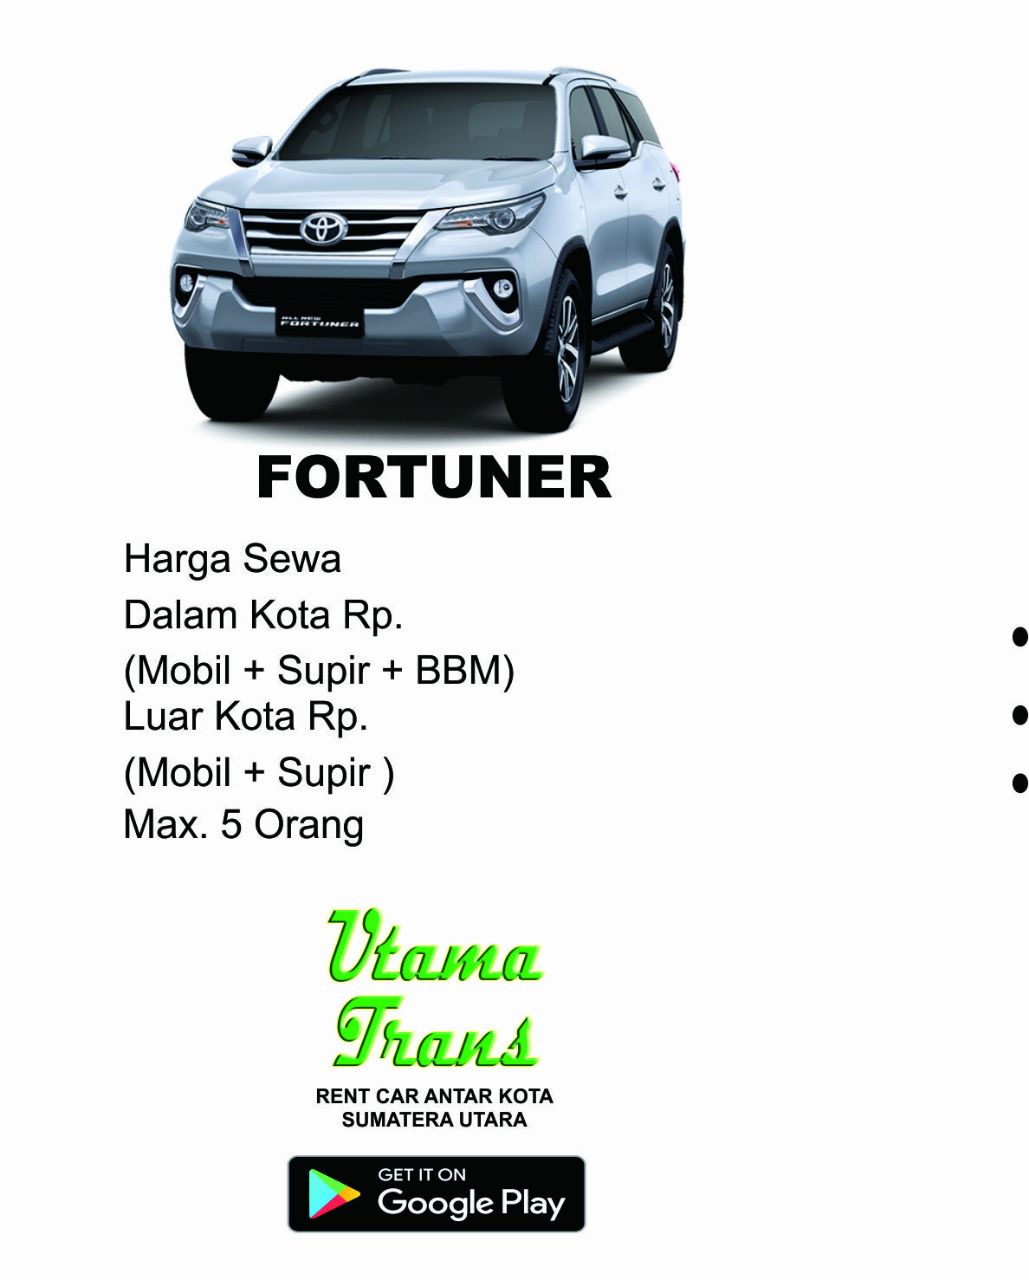 ALL NEW
FORTUNER
FORTUNER
Harga Sewa
Dalam Kota Rp.
(Mobil + Supir + BBM)
Luar Kota Rp.
(Mobil + Supir )
Max. 5 Orang
Utama
Trans
RENT CAR ANTAR KOTA
SUMATERA UTARA
GET IT ON
Google Play